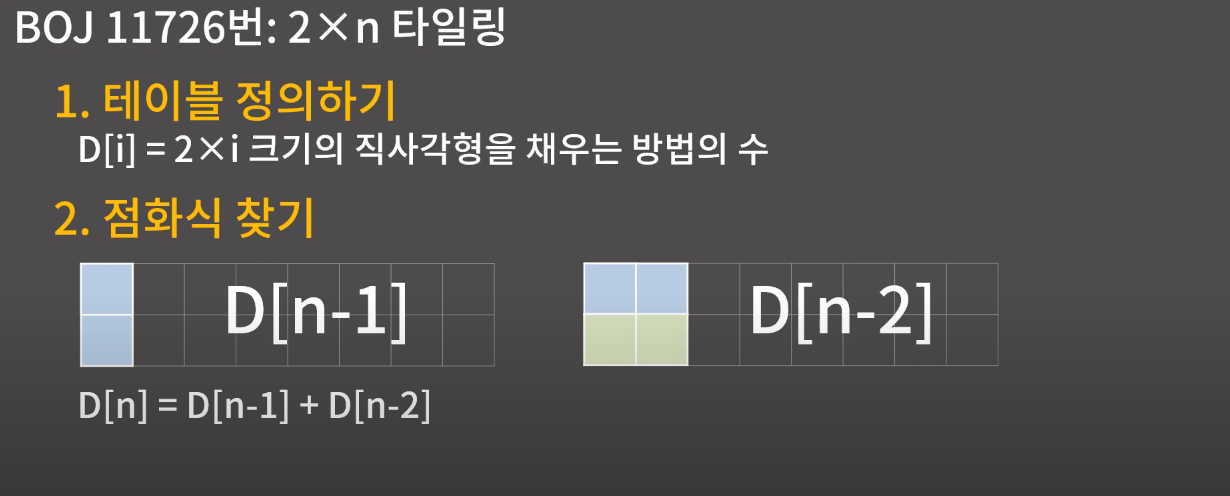 BOJ 11726번: 2×n 타일링
1. 테이블 정의하기
D[i] = 2×i 크기의 직사각형을 채우는 방법의 수
2. 점화식 찾기
D[n-1]
D[n-2]
D[n] = D[n-1] + D[n-2]